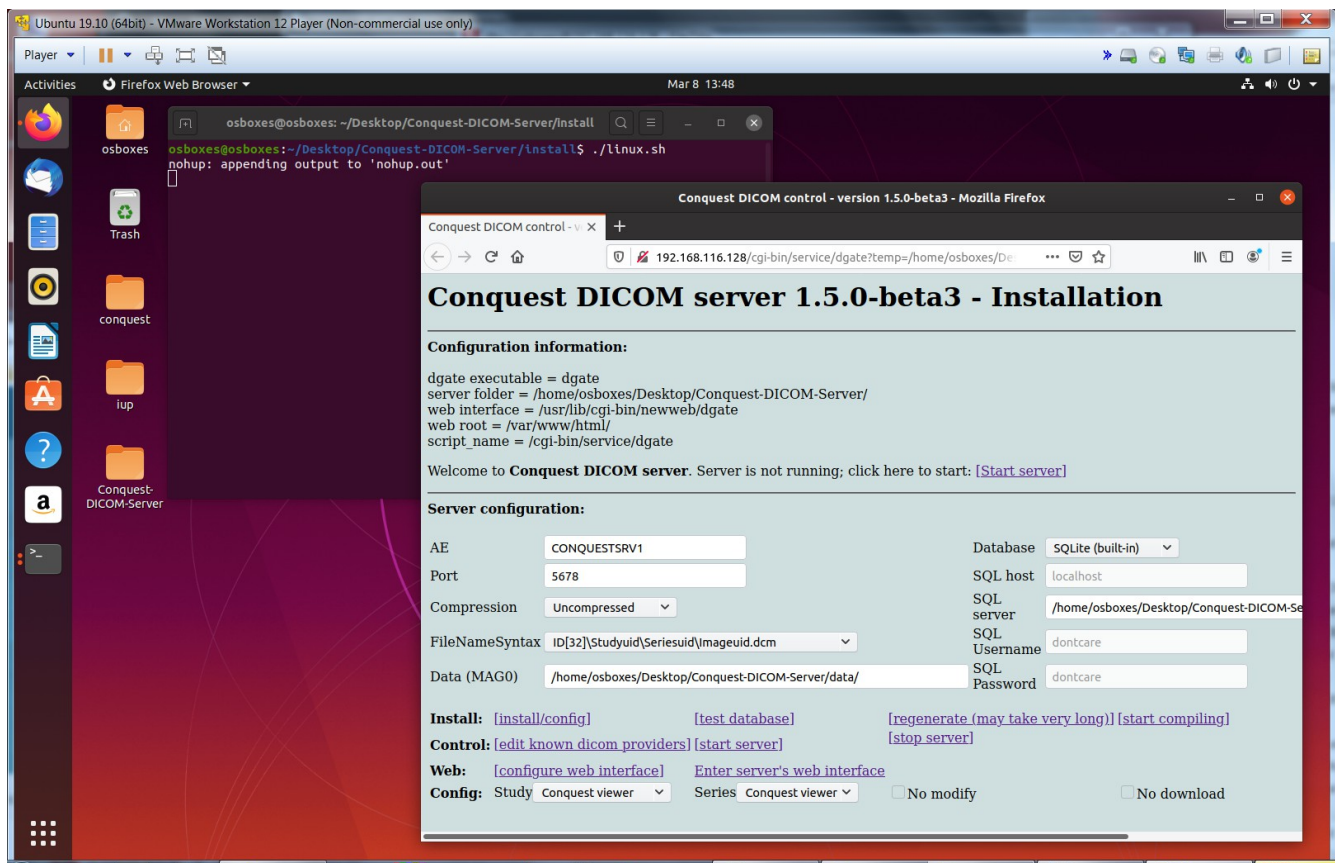 Ubuntu 19.10 (64bit) - VMware Workstation 12 Player (Non-commercial use only)
Player
Activities Firefox Web Browser Mar 8 13:48
osboxes
Trash
conquest
iup
Conquest-
DICOM-Server
osboxes@osboxes: ~/Desktop/Conquest-DICOM-Server/install
osboxes@osboxes:~/Desktop/Conquest-DICOM-Server/install$ ./linux.sh
nohup: appending output to 'nohup.out'
Conquest DICOM control - version 1.5.0-beta3 - Mozilla Firefox
Conquest DICOM control - v
192.168.116.128/cgi-bin/service/dgate?temp=/home/osboxes/De
Conquest DICOM server 1.5.0-beta3 - Installation
Configuration information:
dgate executable = dgate
server folder = /home/osboxes/Desktop/Conquest-DICOM-Server/
web interface = /usr/lib/cgi-bin/newweb/dgate
web root = /var/www/html/
script_name = /cgi-bin/service/dgate
Welcome to Conquest DICOM server. Server is not running; click here to start: [Start server]
Server configuration:
AE CONQUESTSRV1 Database SQLite (built-in)
Port 5678 SQL host localhost
Compression Uncompressed SQL server /home/osboxes/Desktop/Conquest-DICOM-Se
FileNameSyntax ID[32]\Studyuid\Seriesuid\Imageuid.dcm SQL Username dontcare
Data (MAG0) /home/osboxes/Desktop/Conquest-DICOM-Server/data/ SQL Password dontcare
Install: [install/config] [test database] [regenerate (may take very long)] [start compiling]
Control: [edit known dicom providers] [start server] [stop server]
Web: [configure web interface] Enter server's web interface
Config: Study Conquest viewer Series Conquest viewer No modify No download